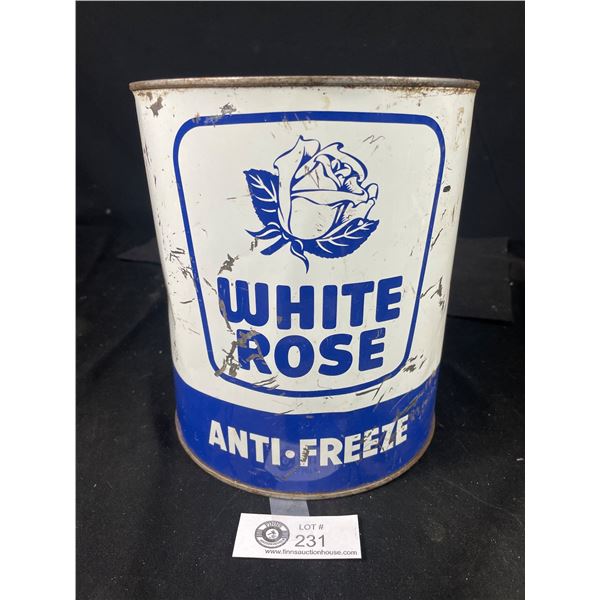 WHITE
ROSE
ANTI·FREEZE
LOT #
231
www.finnsauctionhouse.com